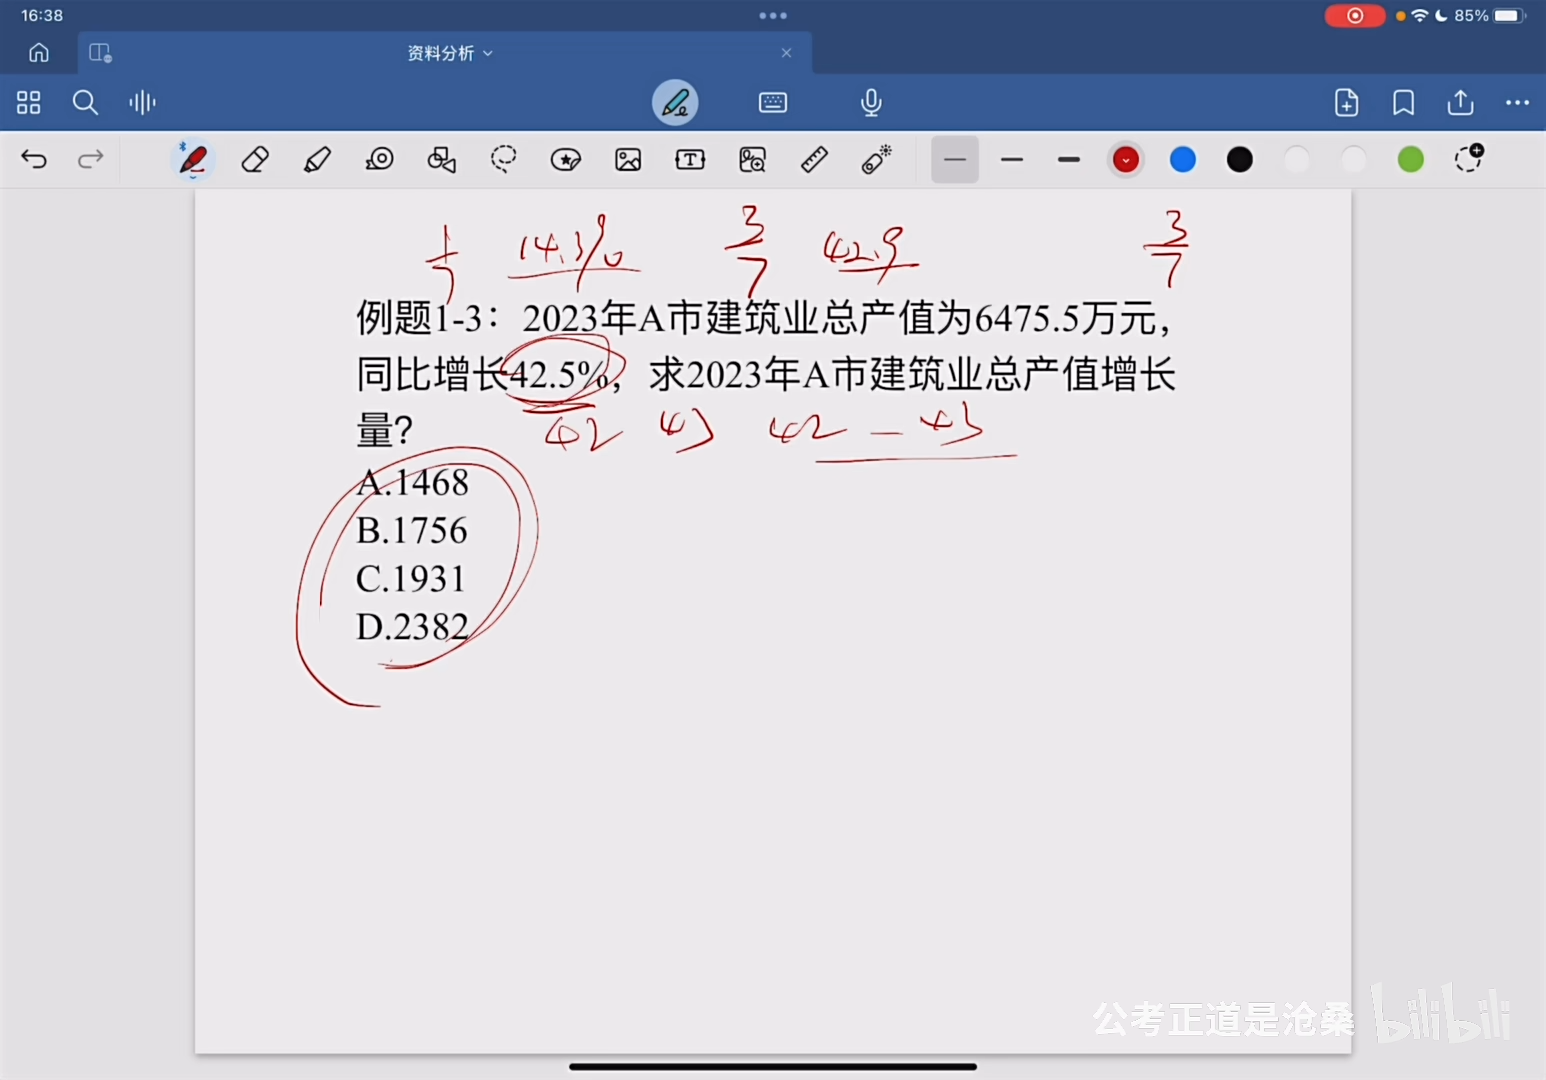 16:38
85%
资料分析
1/7 14.3% 3/7 42.9 3/7
例题1-3：2023年A市建筑业总产值为6475.5万元，
同比增长42.5%，求2023年A市建筑业总产值增长
量？
42 43 42 — 43
A.1468
B.1756
C.1931
D.2382
公考正道是沧桑 bilibili